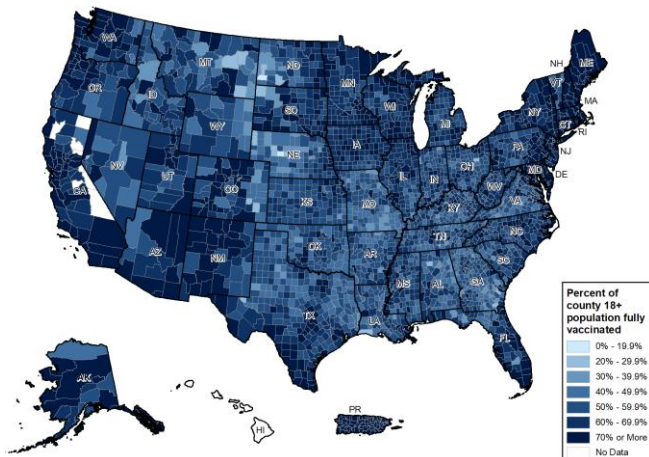 WA
MT
ND
MN
NH
VT
ME
OR
ID
SD
WI
MI
NY
MA
CT
RI
WY
IA
PA
NJ
NE
NV
UT
CO
IL
IN
OH
MD
DE
CA
KS
MO
WV
VA
KY
NC
TN
AZ
NM
OK
AR
SC
MS
AL
GA
TX
LA
FL
AK
HI
PR
Percent of
county 18+
population fully
vaccinated
0% - 19.9%
20% - 29.9%
30% - 39.9%
40% - 49.9%
50% - 59.9%
60% - 69.9%
70% or More
No Data